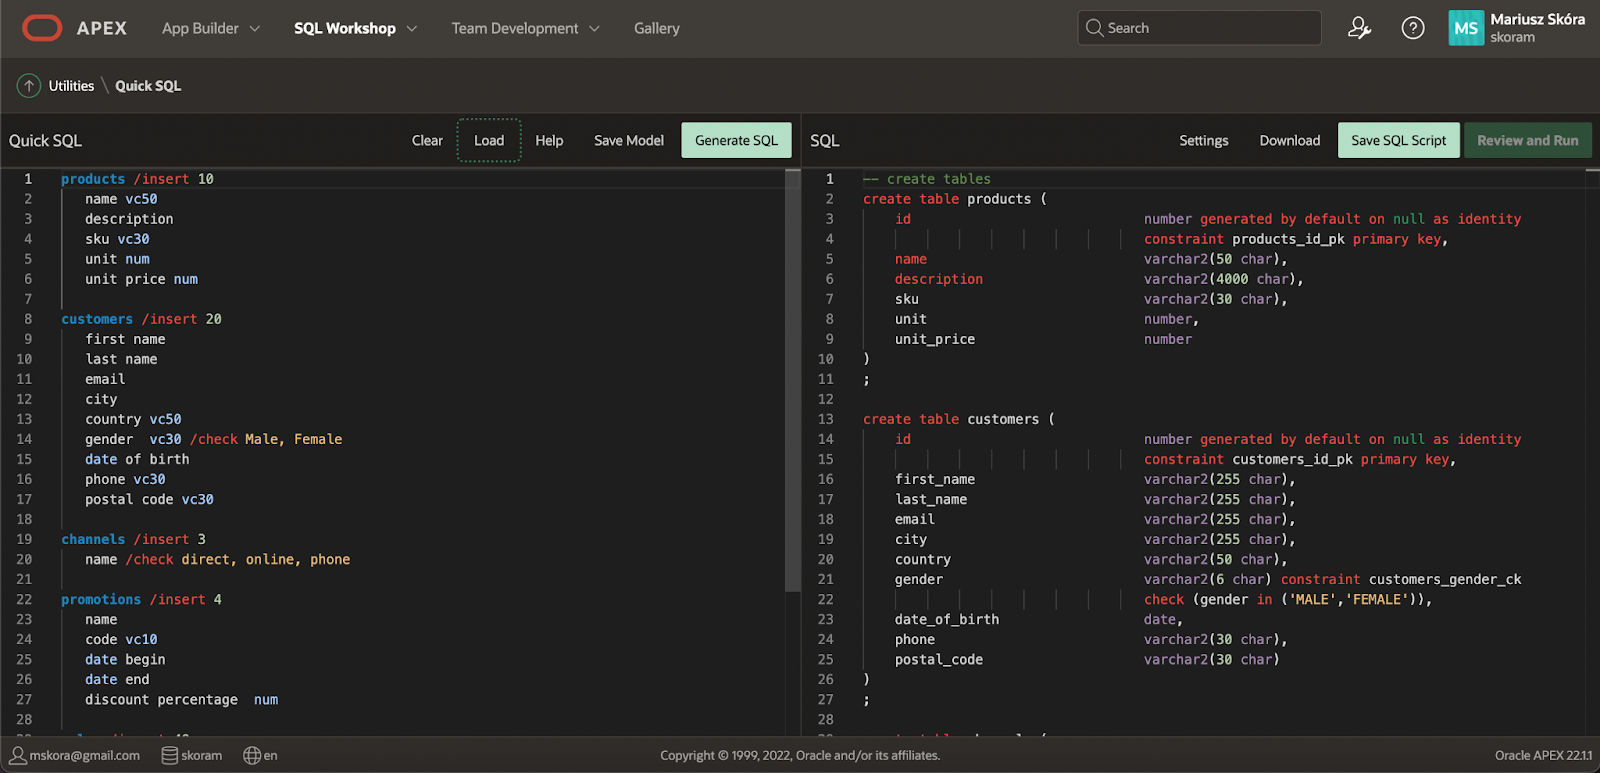 APEX App Builder SQL Workshop Team Development Gallery Search MS Mariusz Skóra
skoram
Utilities \ Quick SQL
Quick SQL Clear Load Help Save Model Generate SQL
1 products /insert 10
2 name vc50
3 description
4 sku vc30
5 unit num
6 unit price num
7
8 customers /insert 20
9 first name
10 last name
11 email
12 city
13 country vc50
14 gender  vc30 /check Male, Female
15 date of birth
16 phone vc30
17 postal code vc30
18
19 channels /insert 3
20 name /check direct, online, phone
21
22 promotions /insert 4
23 name
24 code vc10
25 date begin
26 date end
27 discount percentage  num
28
SQL Settings Download Save SQL Script Review and Run
1 -- create tables
2 create table products (
3 id number generated by default on null as identity
4 constraint products_id_pk primary key,
5 name varchar2(50 char),
6 description varchar2(4000 char),
7 sku varchar2(30 char),
8 unit number,
9 unit_price number
10 )
11 ;
12
13 create table customers (
14 id number generated by default on null as identity
15 constraint customers_id_pk primary key,
16 first_name varchar2(255 char),
17 last_name varchar2(255 char),
18 email varchar2(255 char),
19 city varchar2(255 char),
20 country varchar2(50 char),
21 gender varchar2(6 char) constraint customers_gender_ck
22 check (gender in ('MALE','FEMALE')),
23 date_of_birth date,
24 phone varchar2(30 char),
25 postal_code varchar2(30 char)
26 )
27 ;
28
mskora@gmail.com skoram en Copyright © 1999, 2022, Oracle and/or its affiliates. Oracle APEX 22.1.1